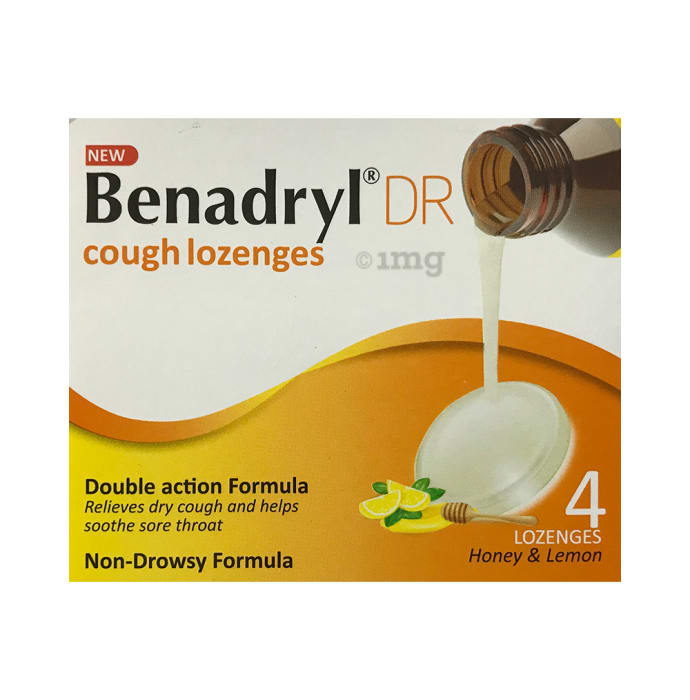 NEW
Benadryl® DR
cough lozenges
©1mg
Double action Formula
Relieves dry cough and helps
soothe sore throat
Non-Drowsy Formula
4
LOZENGES
Honey & Lemon